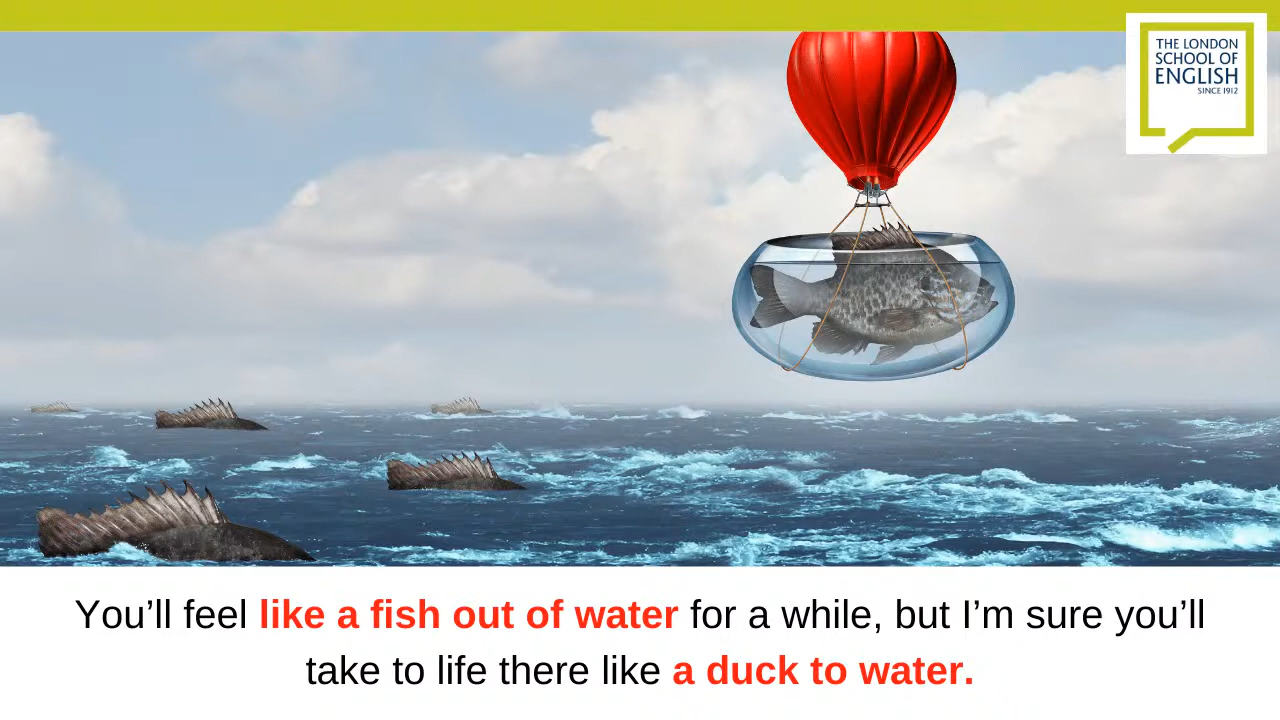 THE LONDON
SCHOOL OF
ENGLISH
SINCE 1912
You’ll feel like a fish out of water for a while, but I’m sure you’ll
take to life there like a duck to water.